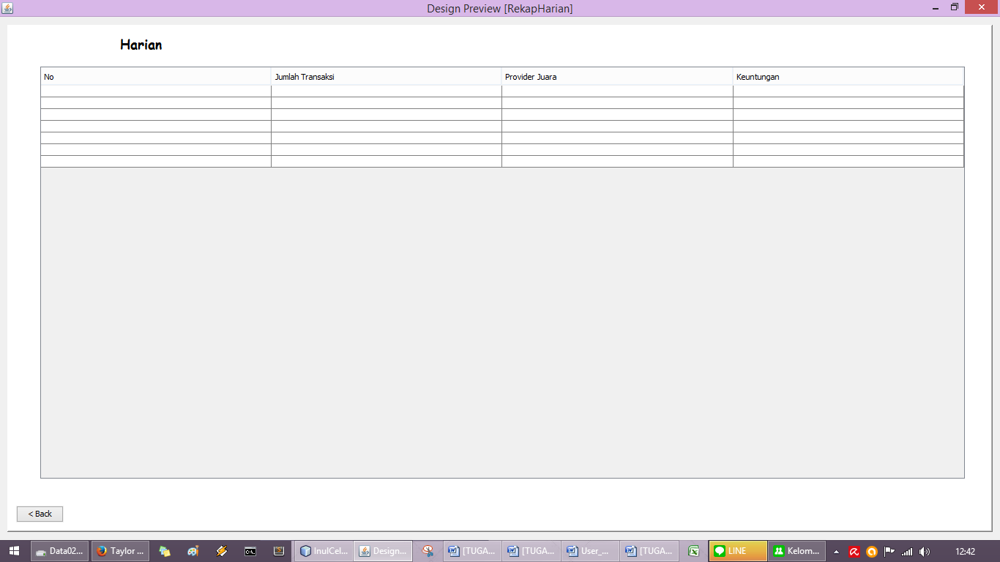 Design Preview [RekapHarian]
Harian
No Jumlah Transaksi Provider Juara Keuntungan
< Back
Data02... Taylor ... C:\. InulCel... Design... [TUGA... [TUGA... User_... [TUGA... LINE Kelom... 12:42